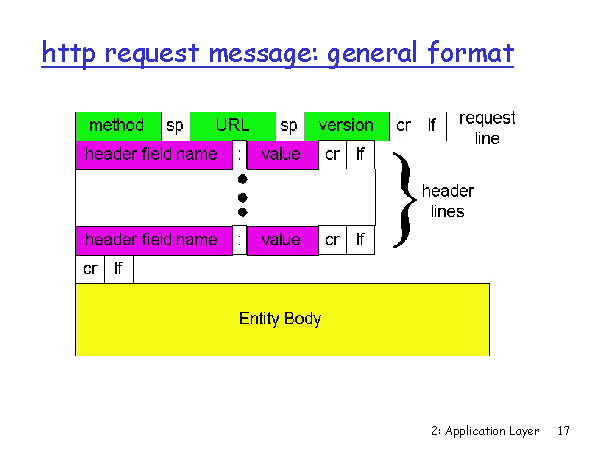 http request message: general format
method sp URL sp version cr lf request line
header field name : value cr lf
header lines
header field name : value cr lf
cr lf
Entity Body
2: Application Layer 17